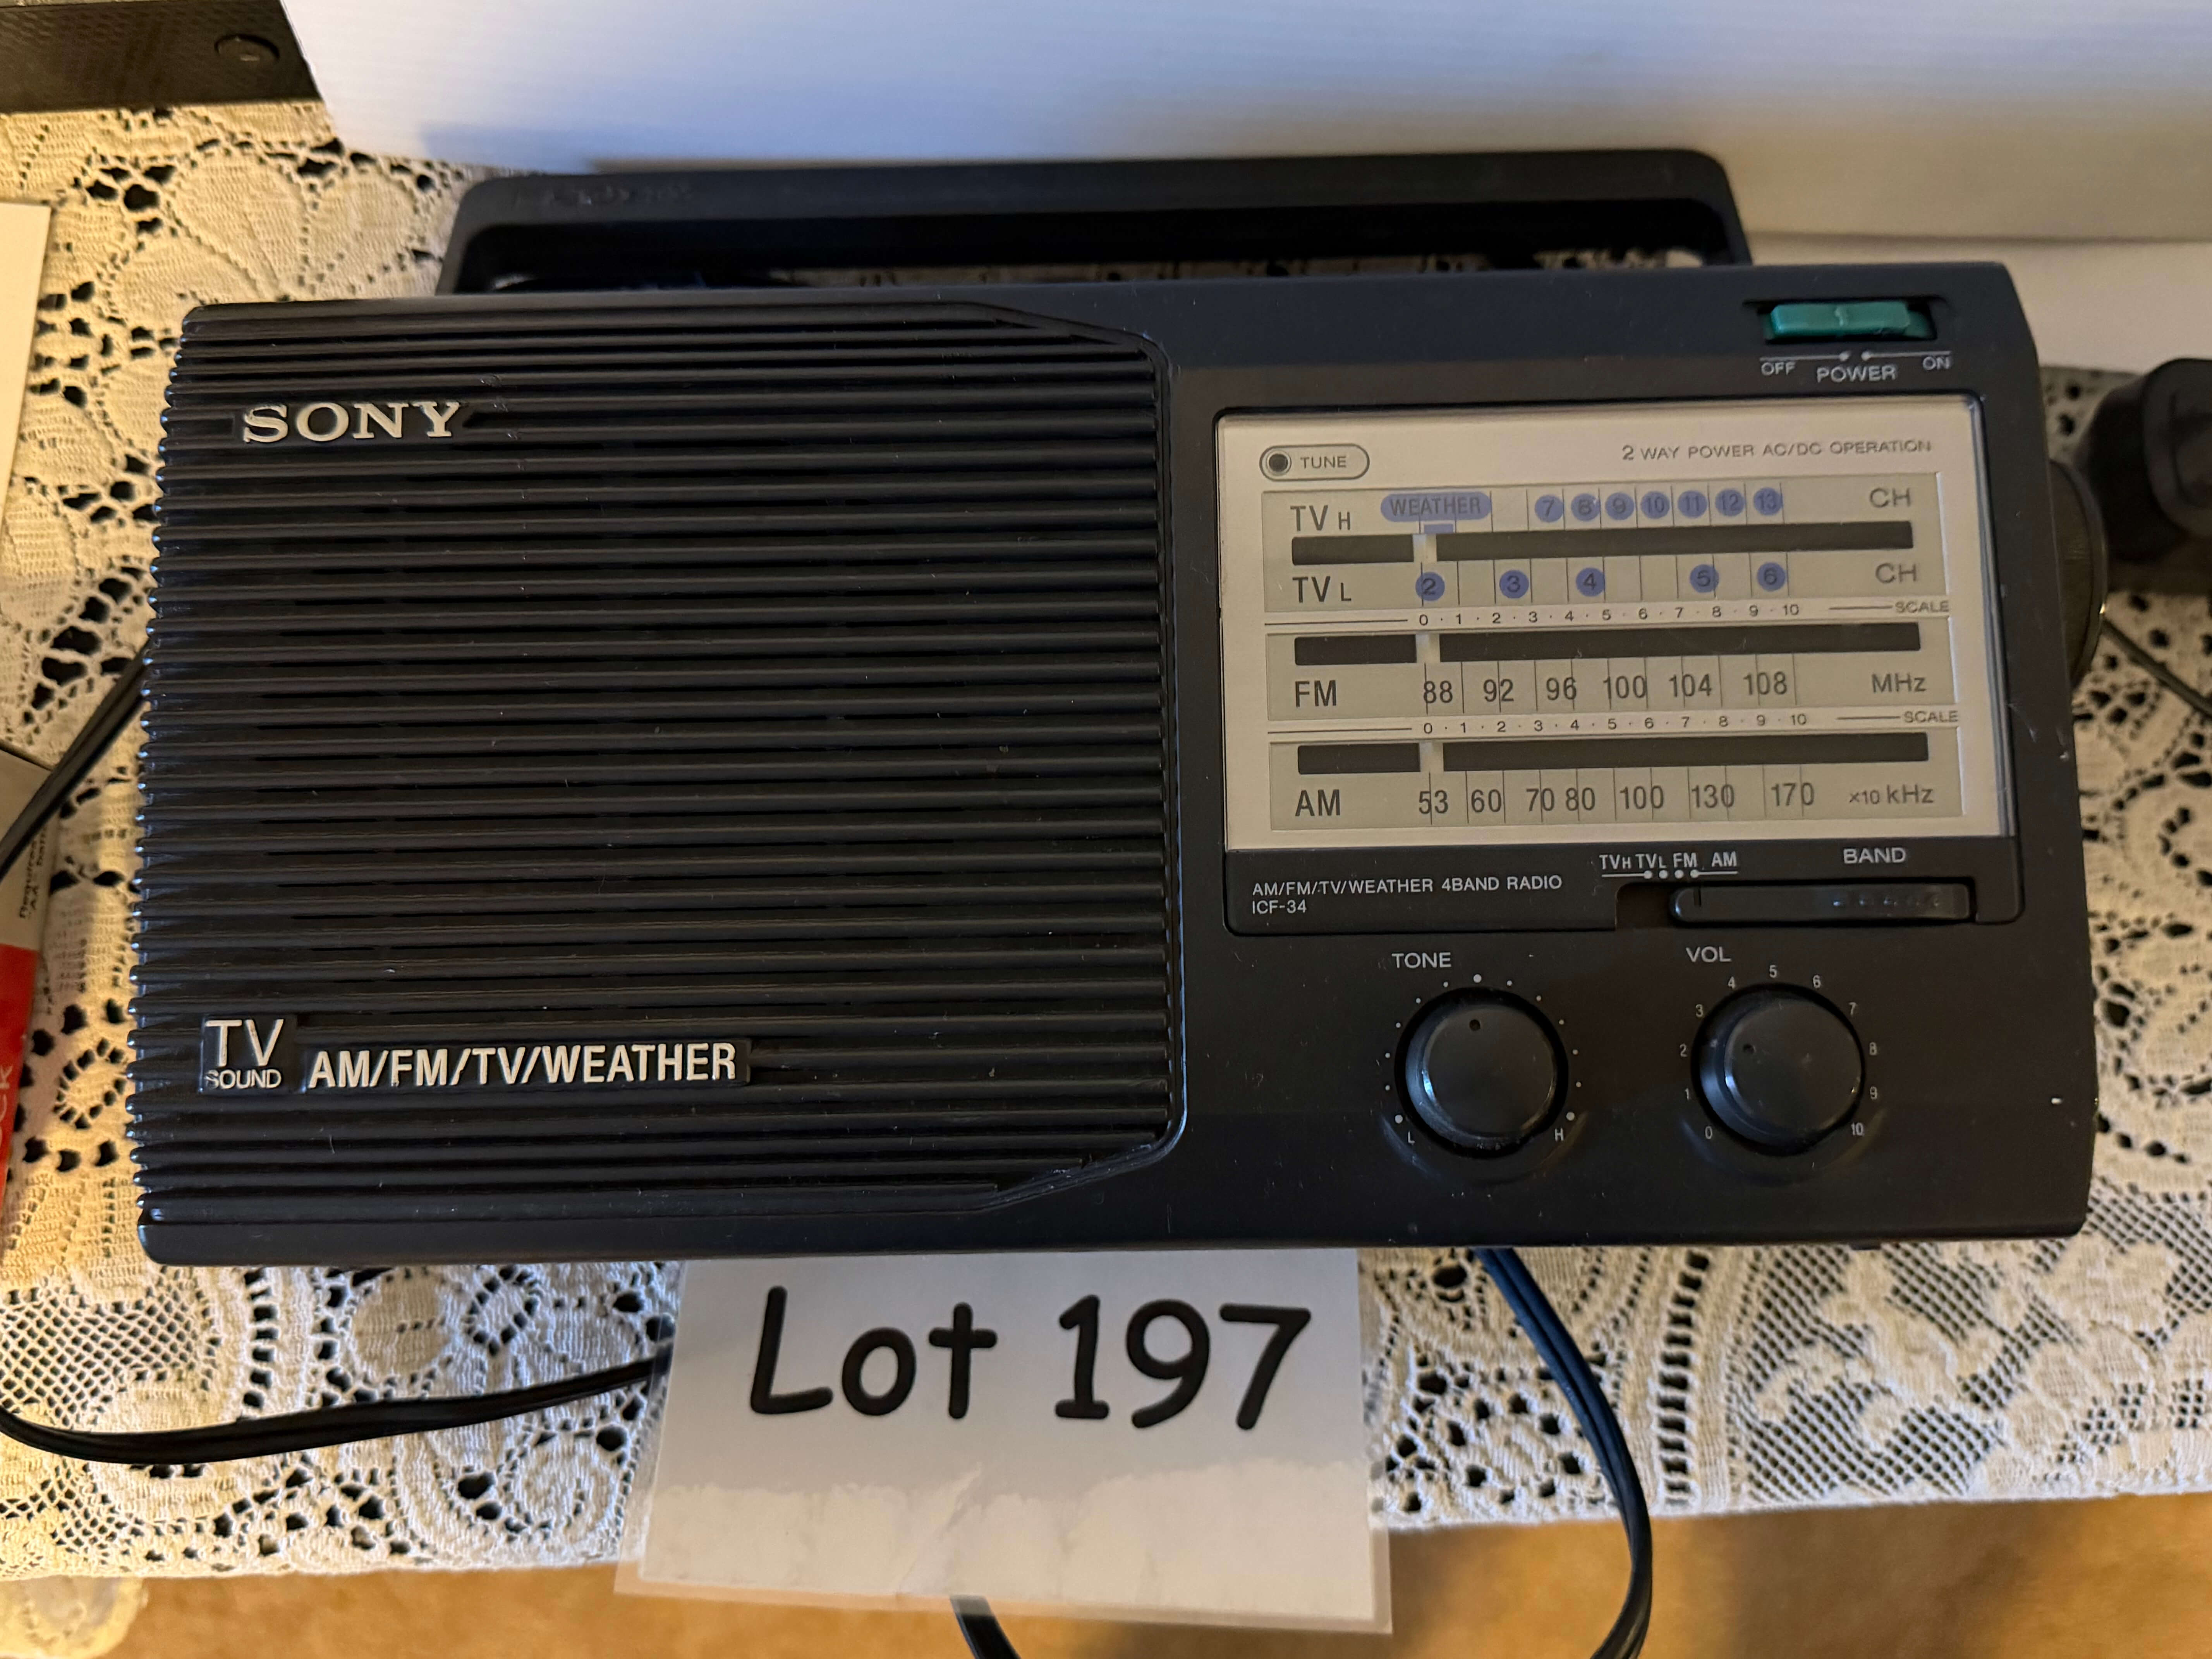 SONY
OFF POWER ON
TUNE
2 WAY POWER AC/DC OPERATION
TV H WEATHER 7 8 9 10 11 12 13 CH
TV L 2 3 4 5 6 CH
0 · 1 · 2 · 3 · 4 · 5 · 6 · 7 · 8 · 9 · 10 SCALE
FM 88 92 96 100 104 108 MHz
0 · 1 · 2 · 3 · 4 · 5 · 6 · 7 · 8 · 9 · 10 SCALE
AM 53 60 70 80 100 130 170 ×10 kHz
TVH TVL FM AM BAND
AM/FM/TV/WEATHER 4BAND RADIO
ICF-34
TONE
L H
VOL
0 1 2 3 4 5 6 7 8 9 10
TV
SOUND
AM/FM/TV/WEATHER
Lot 197